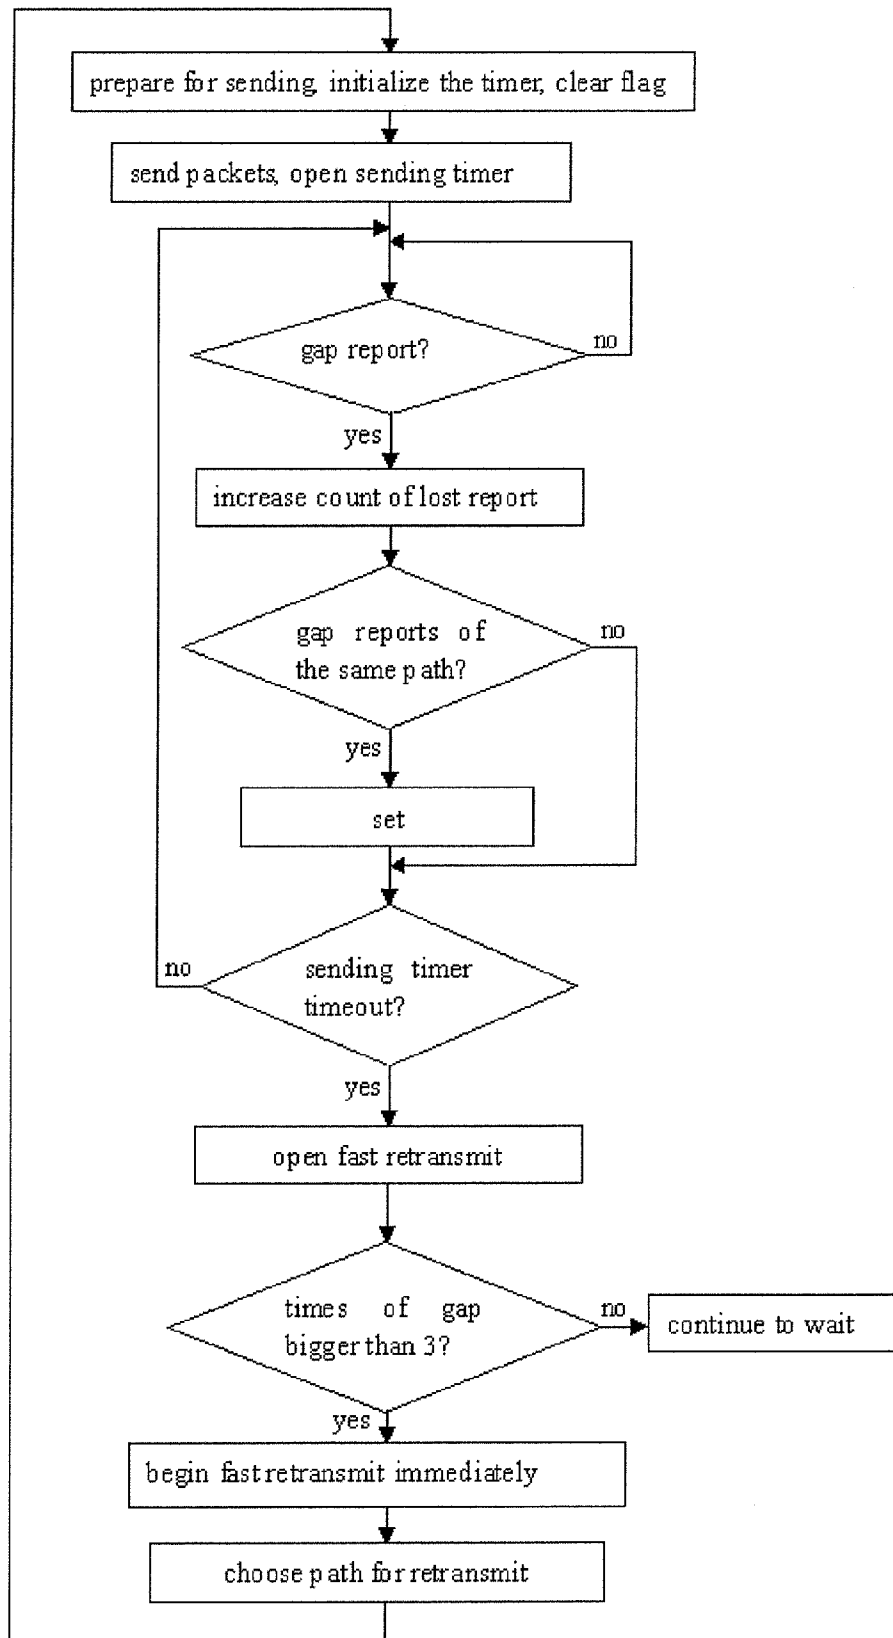 prepare for sending, initialize the timer, clear flag
send packets, open sending timer
gap report?
no
yes
increase count of lost report
gap reports of
the same path?
no
yes
set
sending timer
timeout?
no
yes
open fast retransmit
times of gap
bigger than 3?
no
continue to wait
yes
begin fast retransmit immediately
choose path for retransmit